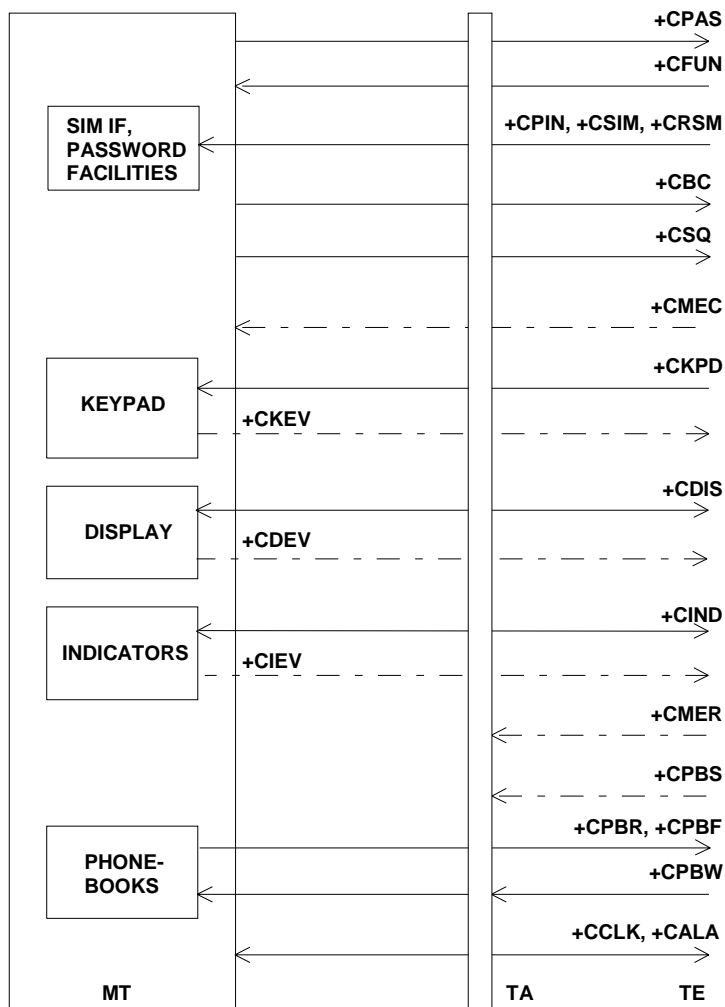 +CPAS
+CFUN
SIM IF,
PASSWORD
FACILITIES
+CPIN, +CSIM, +CRSM
+CBC
+CSQ
+CMEC
+CKPD
KEYPAD
+CKEV
+CDIS
DISPLAY
+CDEV
+CIND
INDICATORS
+CIEV
+CMER
+CPBS
+CPBR, +CPBF
PHONE-
BOOKS
+CPBW
+CCLK, +CALA
MT TA TE